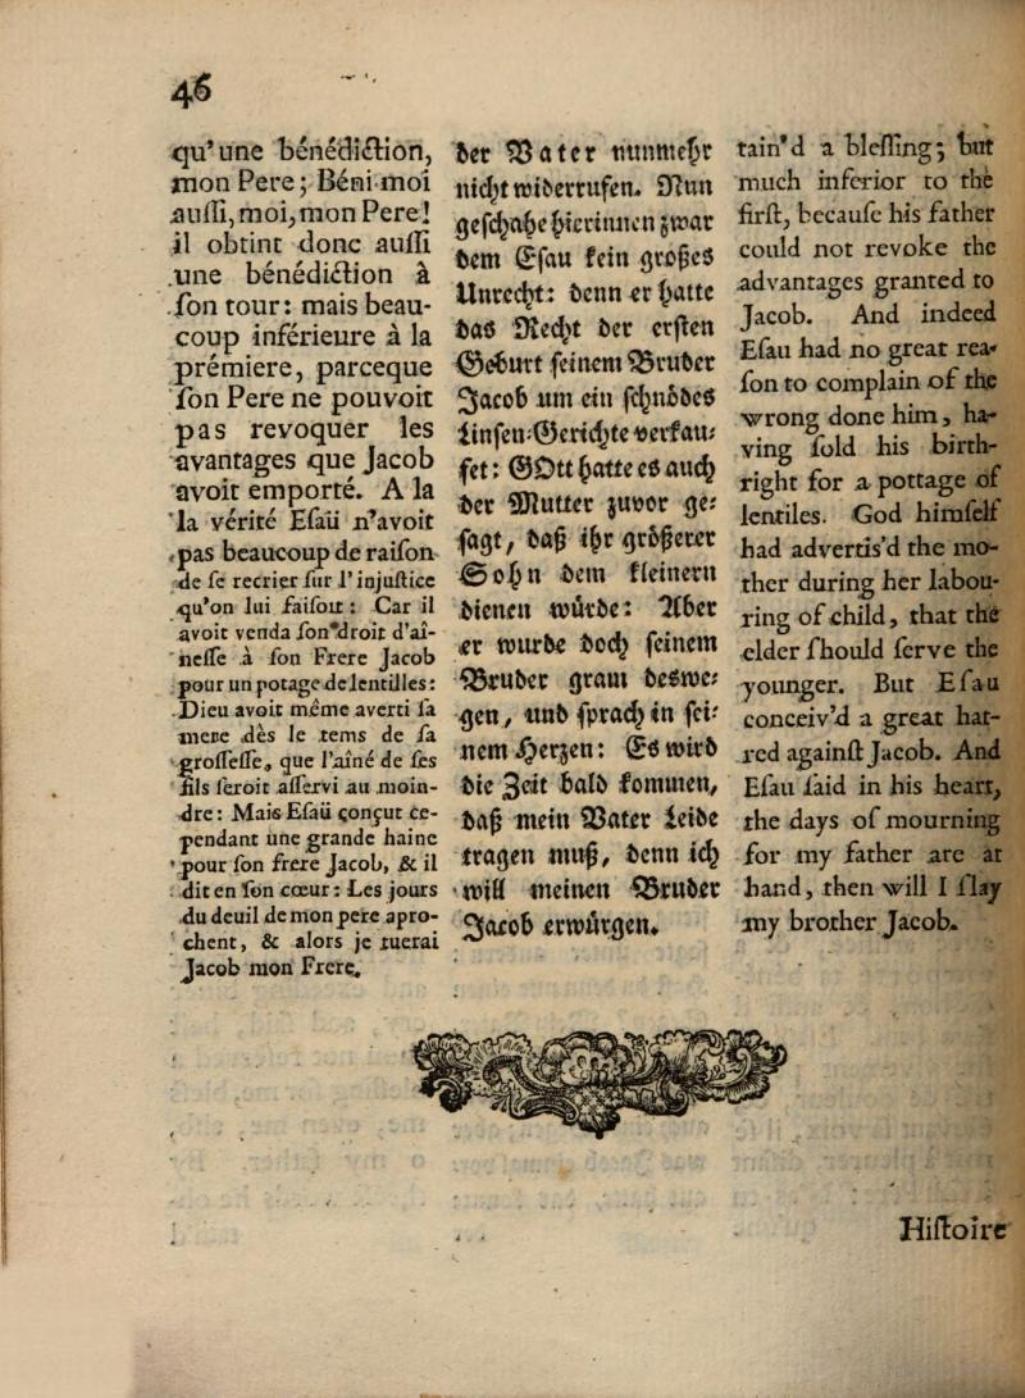 46
qu'une bénédiction,
mon Pere; Béni moi
auſſi, moi, mon Pere!
il obtint donc auſſi
une bénédiction à
ſon tour: mais beau-
coup inférieure à la
prémiere, parceque
ſon Pere ne pouvoit
pas revoquer les
avantages que Jacob
avoit emporté. A la
la vérité Eſaü n'avoit
pas beaucoup de raiſon
de ſe recrier ſur l'injuſtice
qu'on lui faiſoit: Car il
avoit venda ſon droit d'aî-
neſſe à ſon Frere Jacob
pour un potage de lentilles:
Dieu avoit même averti ſa
mere dès le tems de ſa
groſſeſſe, que l'aîné de ſes
fils ſeroit aſſervi au moin-
dre: Mais Eſaü conçut ce-
pendant une grande haine
pour ſon frere Jacob, & il
dit en ſon cœur: Les jours
du deuil de mon pere apro-
chent, & alors je tuerai
Jacob mon Frere.
der Vater nunmehr
nicht widerrufen. Nun
geſchahe hierinnen zwar
dem Eſau kein großes
Unrecht: denn er hatte
das Recht der erſten
Geburt ſeinem Bruder
Jacob um ein ſchnödes
Linſen-Gerichte verkau-
fet: GOtt hatte es auch
der Mutter zuvor ge-
ſagt, daß ihr größerer
Sohn dem kleinern
dienen würde: Aber
er wurde doch ſeinem
Bruder gram deswe-
gen, und ſprach in ſei-
nem Herzen: Es wird
die Zeit bald kommen,
daß mein Vater Leide
tragen muß, denn ich
will meinen Bruder
Jacob erwürgen.
tain'd a bleſſing; but
much inferior to the
firſt, becauſe his father
could not revoke the
advantages granted to
Jacob. And indeed
Eſau had no great rea-
ſon to complain of the
wrong done him, ha-
ving ſold his birth-
right for a pottage of
lentiles. God himſelf
had advertis'd the mo-
ther during her labou-
ring of child, that the
elder ſhould ſerve the
younger. But Eſau
conceiv'd a great hat-
red againſt Jacob. And
Eſau ſaid in his heart,
the days of mourning
for my father are at
hand, then will I ſlay
my brother Jacob.
Hiſtoire